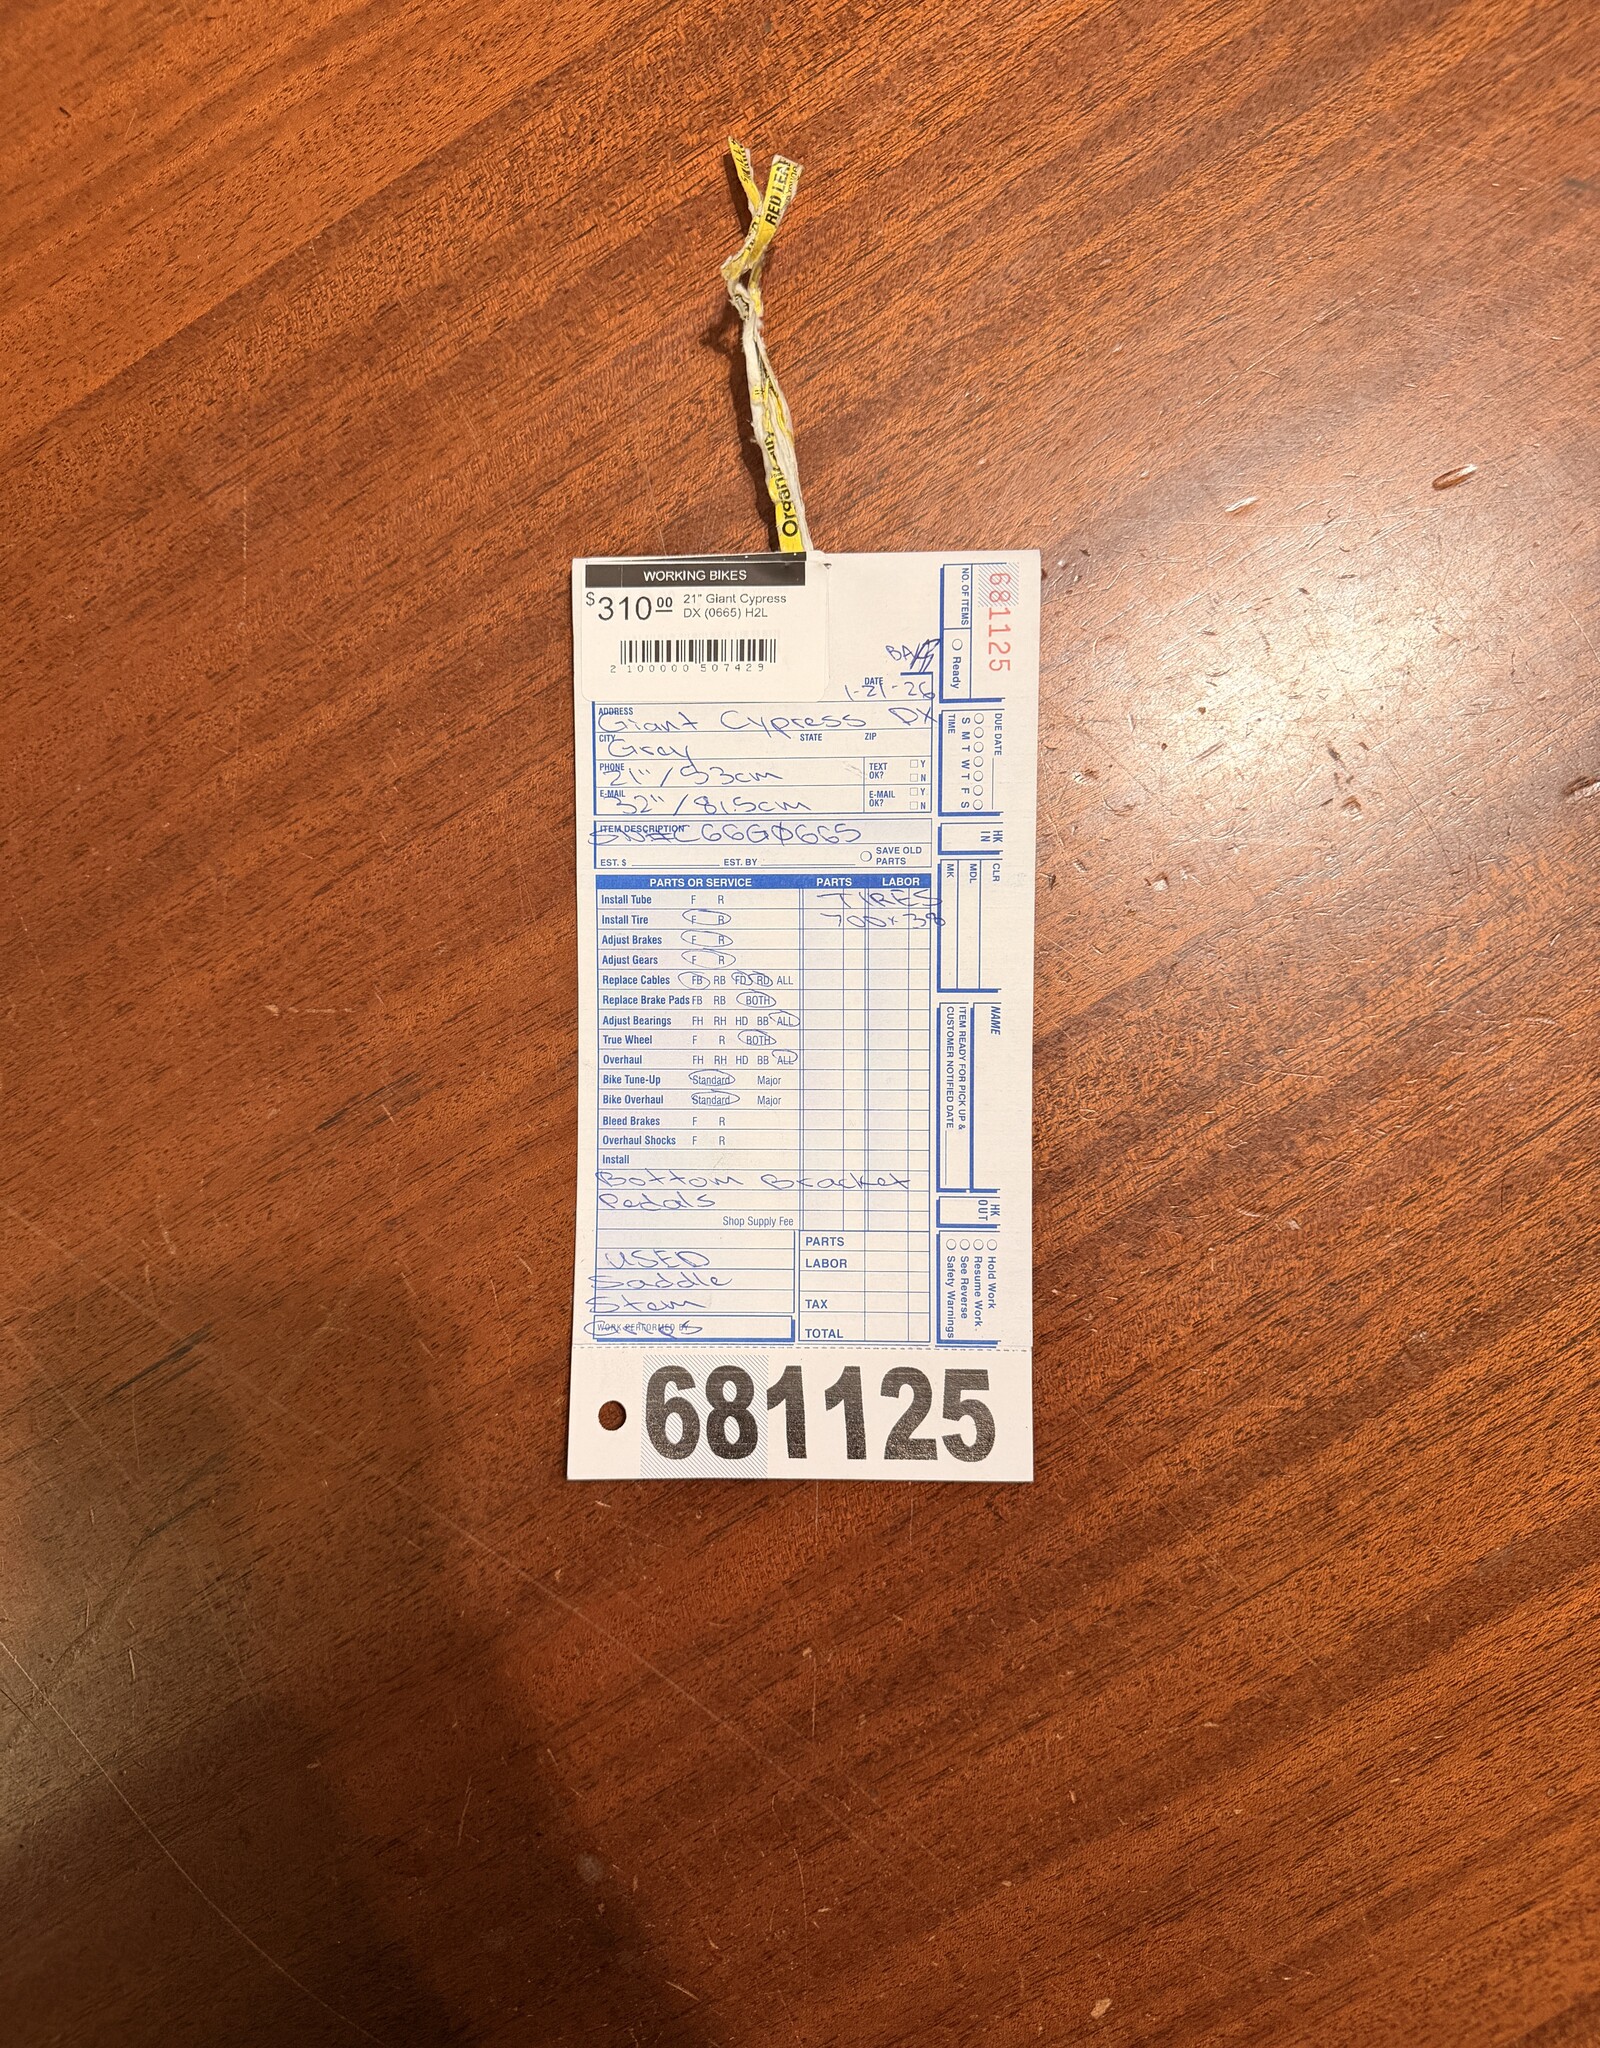 RED LEAF
Organically
WORKING BIKES
$310.00 21" Giant Cypress
DX (0665) H2L
2 100000 507429
DATE
1-21-26
ADDRESS
Giant Cypress DX
CITY STATE ZIP
Grey
PHONE TEXT OK? Y N
21" / 53cm
E-MAIL E-MAIL OK? Y N
32" / 81.5cm
ITEM DESCRIPTION
SN#C66G0665
EST. $ EST. BY SAVE OLD PARTS
PARTS OR SERVICE PARTS LABOR
Install Tube F R TIRES
Install Tire F R 700x38
Adjust Brakes F R
Adjust Gears F R
Replace Cables FB RB FD RD ALL
Replace Brake Pads FB RB BOTH
Adjust Bearings FH RH HD BB ALL
True Wheel F R BOTH
Overhaul FH RH HD BB ALL
Bike Tune-Up Standard Major
Bike Overhaul Standard Major
Bleed Brakes F R
Overhaul Shocks F R
Install
Bottom Bracket
Pedals
Shop Supply Fee
PARTS
USED
LABOR
Saddle
Stem
TAX
WORK PERFORMED BY
Grips
TOTAL
681125
NO. OF ITEMS
Ready
DUE DATE
S M T W T F S
TIME
HK IN
CLR
MDL
MK
NAME
ITEM READY FOR PICK UP &
CUSTOMER NOTIFIED DATE
HK OUT
Hold Work
Resume Work
See Reverse
Safety Warnings
681125